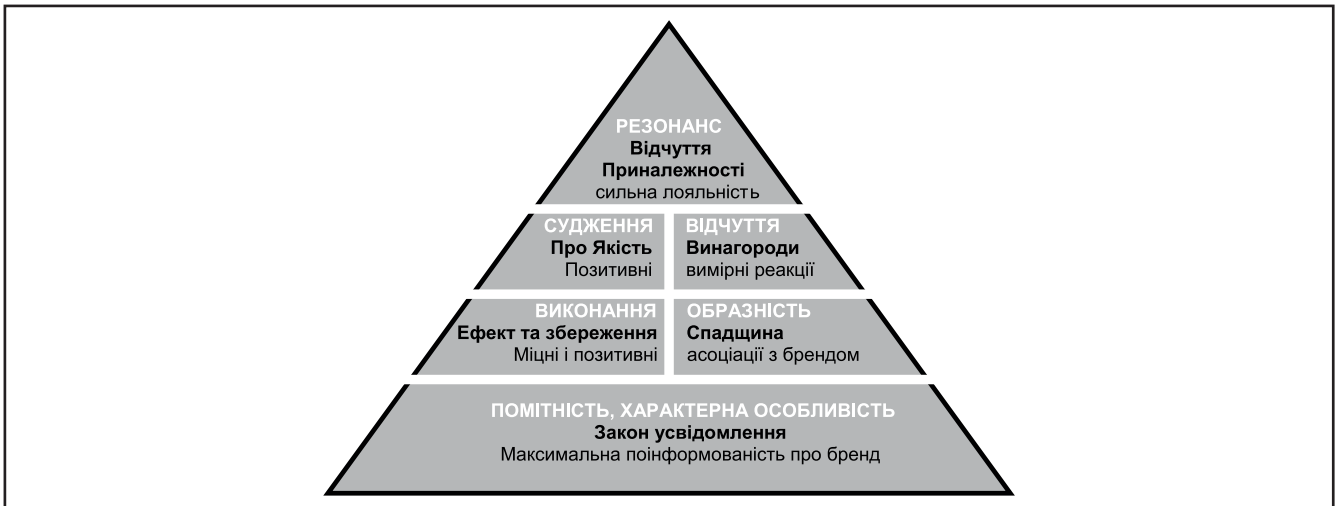 РЕЗОНАНС
Відчуття
Приналежності
сильна лояльність
СУДЖЕННЯ
Про Якість
Позитивні
ВІДЧУТТЯ
Винагороди
вимірні реакції
ВИКОНАННЯ
Ефект та збереження
Міцні і позитивні
ОБРАЗНІСТЬ
Спадщина
асоціації з брендом
ПОМІТНІСТЬ, ХАРАКТЕРНА ОСОБЛИВІСТЬ
Закон усвідомлення
Максимальна поінформованість про бренд